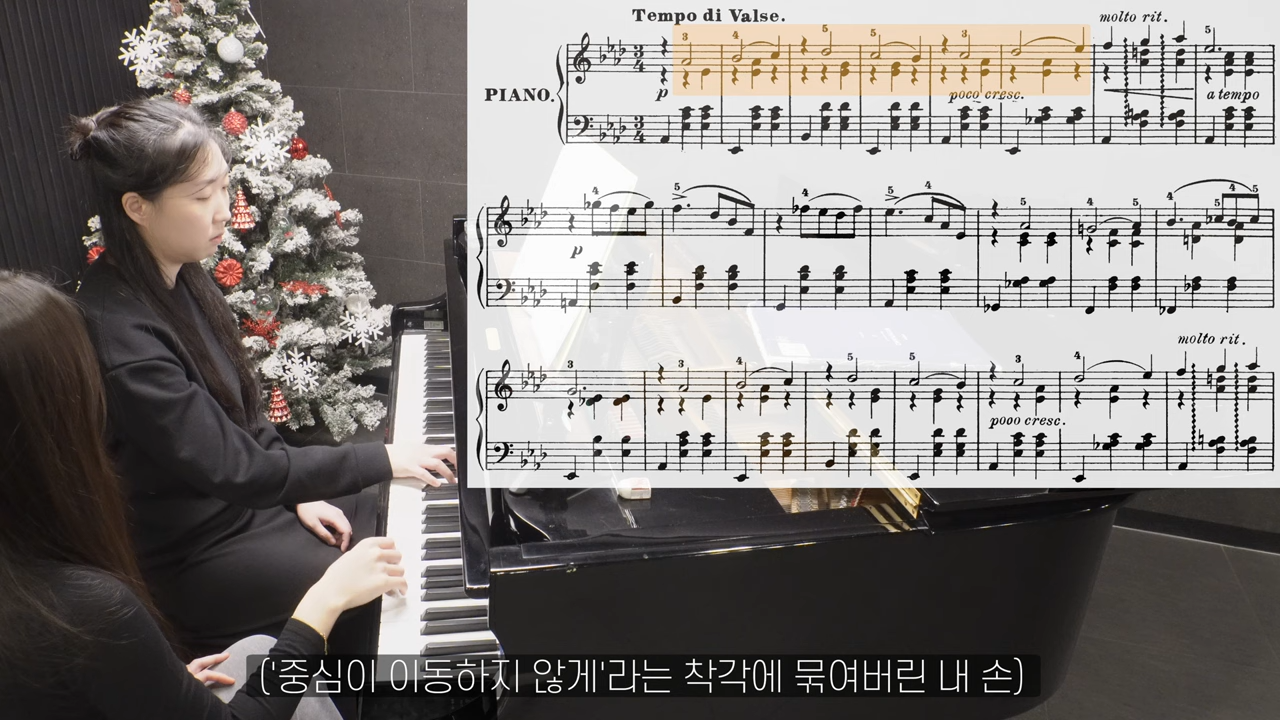 Tempo di Valse.
molto rit.
PIANO.
p
poco cresc.
a tempo
p
molto rit.
pooo cresc.
('중심이 이동하지 않게'라는 착각에 묶여버린 내 손)